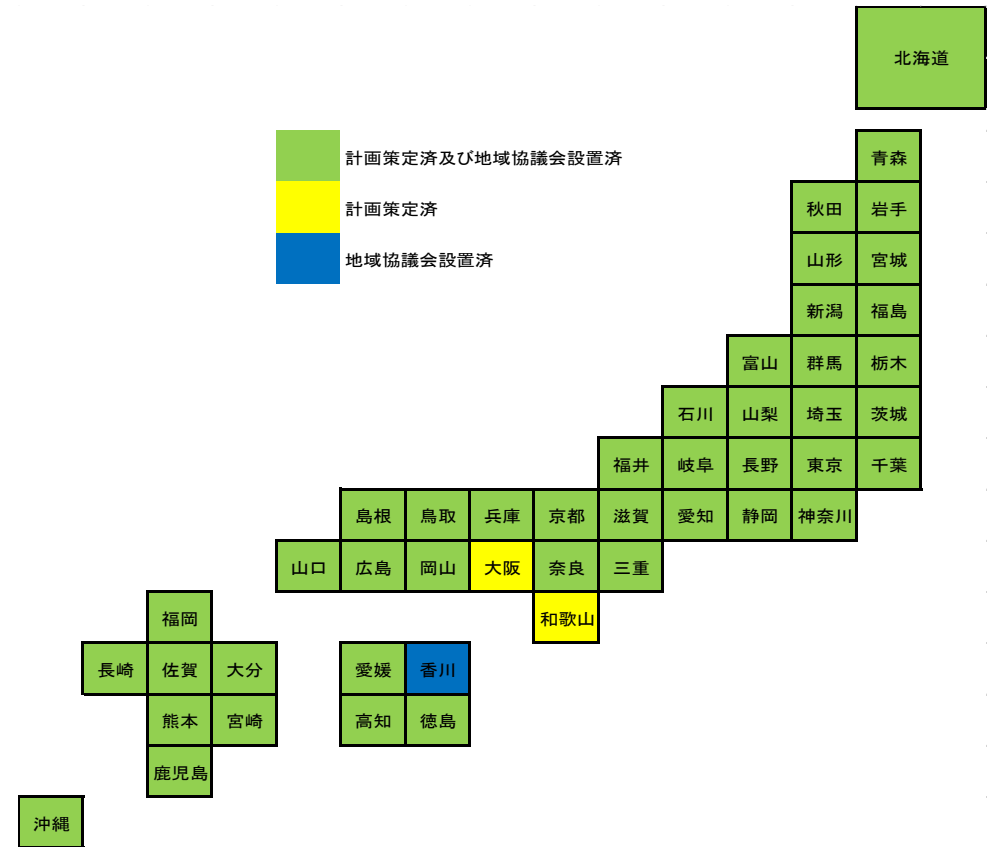 北海道
計画策定済及び地域協議会設置済
青森
計画策定済
秋田 岩手
地域協議会設置済
山形 宮城
新潟 福島
富山 群馬 栃木
石川 山梨 埼玉 茨城
福井 岐阜 長野 東京 千葉
島根 鳥取 兵庫 京都 滋賀 愛知 静岡 神奈川
山口 広島 岡山 大阪 奈良 三重
福岡 和歌山
長崎 佐賀 大分 愛媛 香川
熊本 宮崎 高知 徳島
鹿児島
沖縄